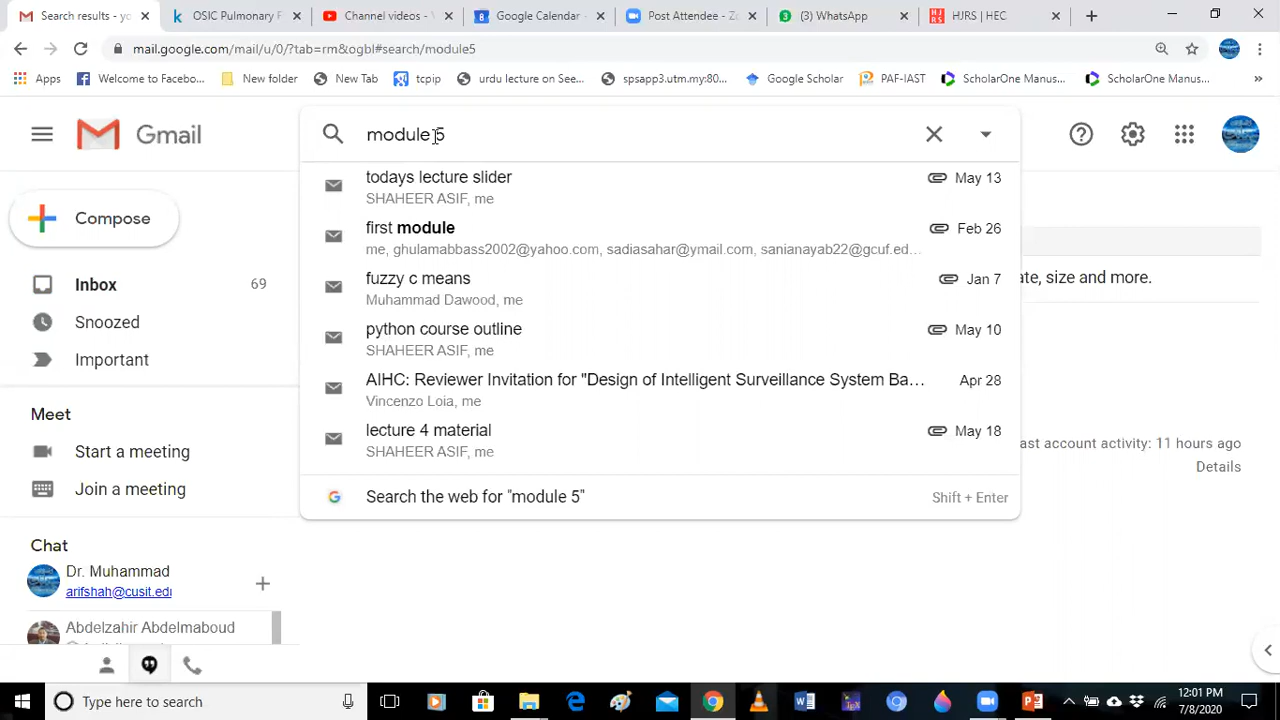 Search results - yo
OSIC Pulmonary F
Channel videos - Y
Google Calendar -
Post Attendee - Zo
(3) WhatsApp
HJRS | HEC
mail.google.com/mail/u/0/?tab=rm&ogbl#search/module5
Apps
Welcome to Facebo...
New folder
New Tab
tcpip
urdu lecture on See...
spsapp3.utm.my:80...
Google Scholar
PAF-IAST
ScholarOne Manus...
ScholarOne Manus...
»
Gmail
module 5
Compose
todays lecture slider
May 13
SHAHEER ASIF, me
first module
Feb 26
me, ghulamabbass2002@yahoo.com, sadiasahar@ymail.com, sanianayab22@gcuf.ed...
fuzzy c means
Jan 7
Muhammad Dawood, me
python course outline
May 10
SHAHEER ASIF, me
AIHC: Reviewer Invitation for "Design of Intelligent Surveillance System Ba...
Apr 28
Vincenzo Loia, me
lecture 4 material
May 18
SHAHEER ASIF, me
Search the web for "module 5"
Shift + Enter
ate, size and more.
ast account activity: 11 hours ago
Details
Inbox
69
Snoozed
Important
Meet
Start a meeting
Join a meeting
Chat
Dr. Muhammad
arifshah@cusit.edu
Abdelzahir Abdelmaboud
Type here to search
12:01 PM
7/8/2020